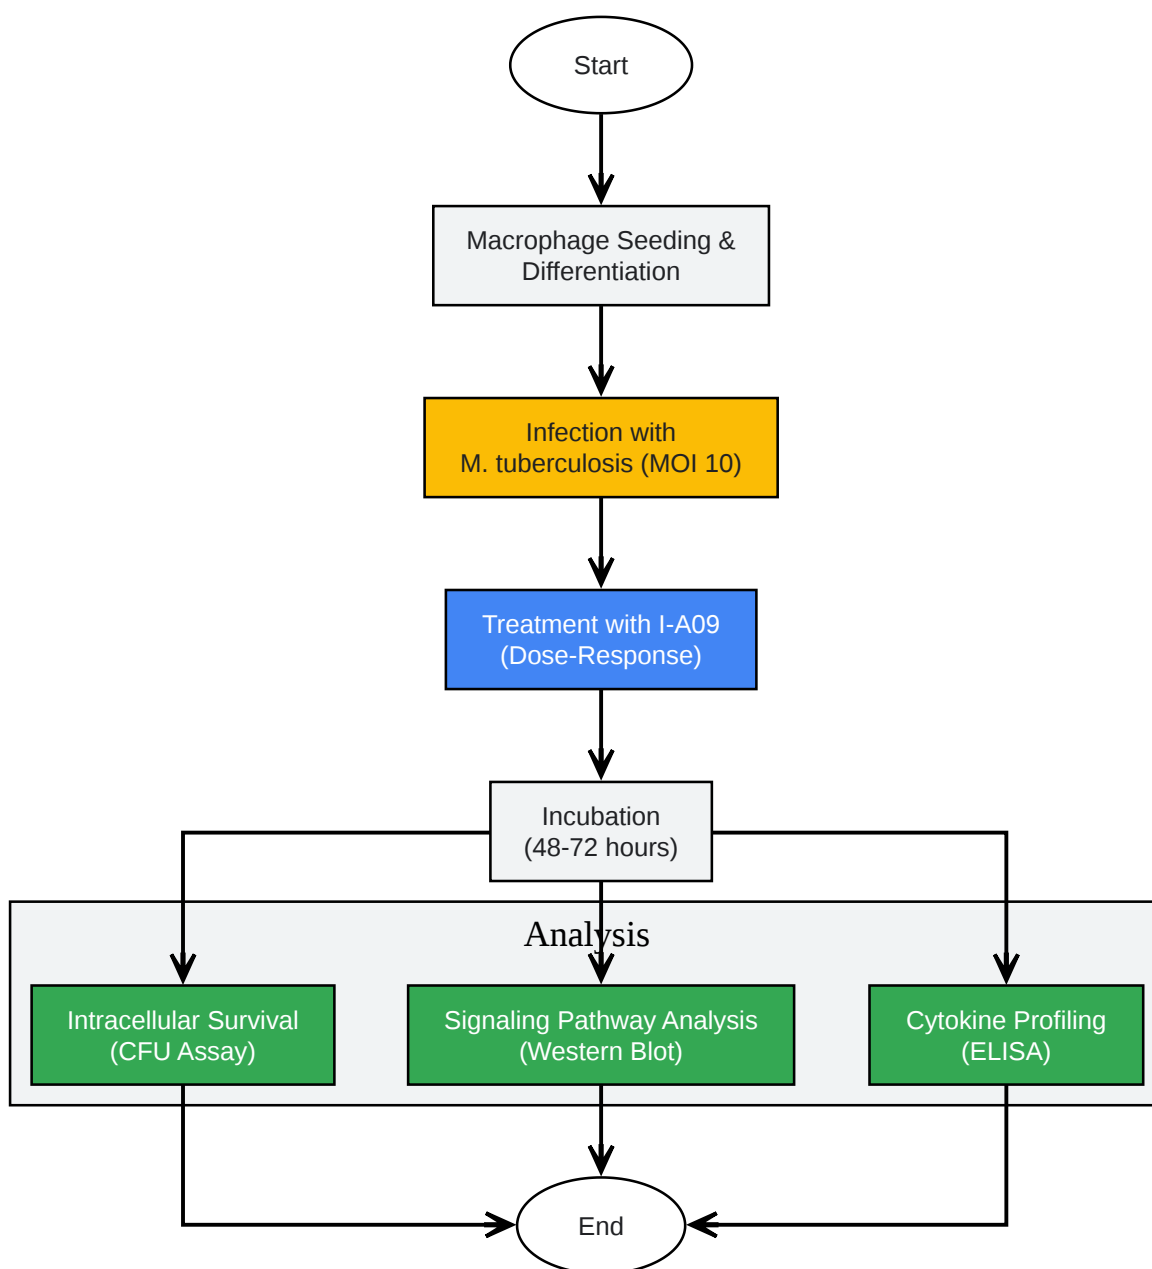 Start
Macrophage Seeding &
Differentiation
Infection with
M. tuberculosis (MOI 10)
Treatment with I-A09
(Dose-Response)
Incubation
(48-72 hours)
Analysis
Intracellular Survival
(CFU Assay)
Signaling Pathway Analysis
(Western Blot)
Cytokine Profiling
(ELISA)
End